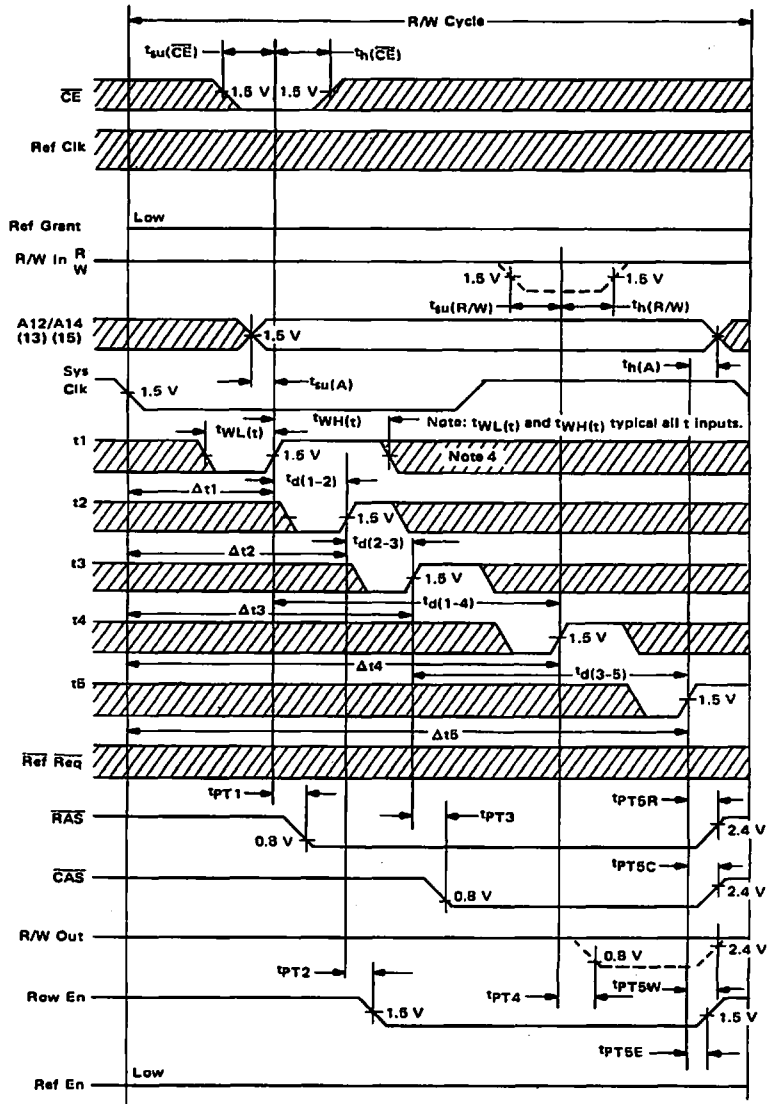 R/W Cycle
tsu(CE) th(CE)
1.5 V 1.5 V
CE
Ref Clk
Low
Ref Grant
R/W In R
W
1.5 V 1.5 V
tsu(R/W) th(R/W)
A12/A14
(13) (15)
1.5 V
th(A)
Sys
Clk
1.5 V
tsu(A)
tWL(t) tWH(t) Note: tWL(t) and tWH(t) typical all t inputs.
t1
1.5 V
Note 4
td(1-2)
Δt1
t2
1.5 V
td(2-3)
Δt2
t3
1.5 V
td(1-4)
Δt3
t4
1.5 V
Δt4
td(3-5)
t5
1.5 V
Δt5
Ref Req
tPT1 tPT3 tPT5R
RAS
0.8 V 2.4 V
tPT5C
CAS
0.8 V 2.4 V
R/W Out
0.8 V 2.4 V
tPT2 tPT4 tPT5W
Row En
1.5 V 1.5 V
tPT5E
Low
Ref En